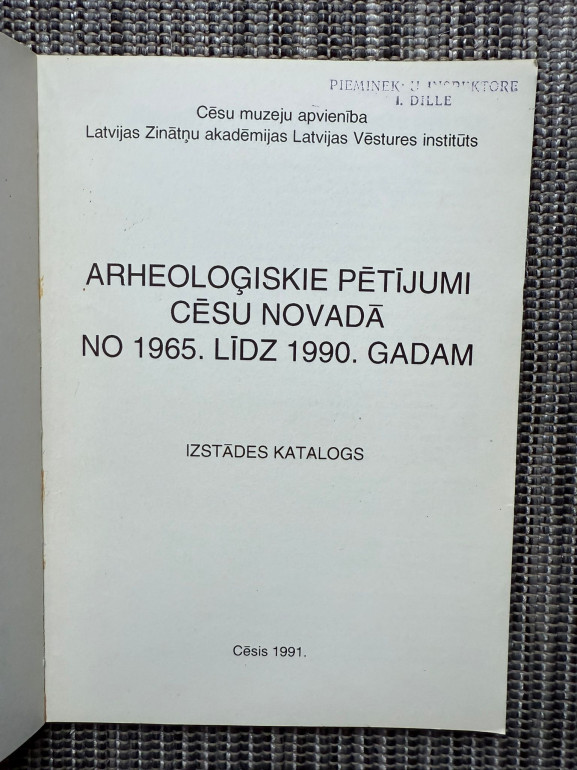 I. DILLE
Cēsu muzeju apvienība
Latvijas Zinātņu akadēmijas Latvijas Vēstures institūts
ARHEOLOĢISKIE PĒTĪJUMI
CĒSU NOVADĀ
NO 1965. LĪDZ 1990. GADAM
IZSTĀDES KATALOGS
Cēsis 1991.